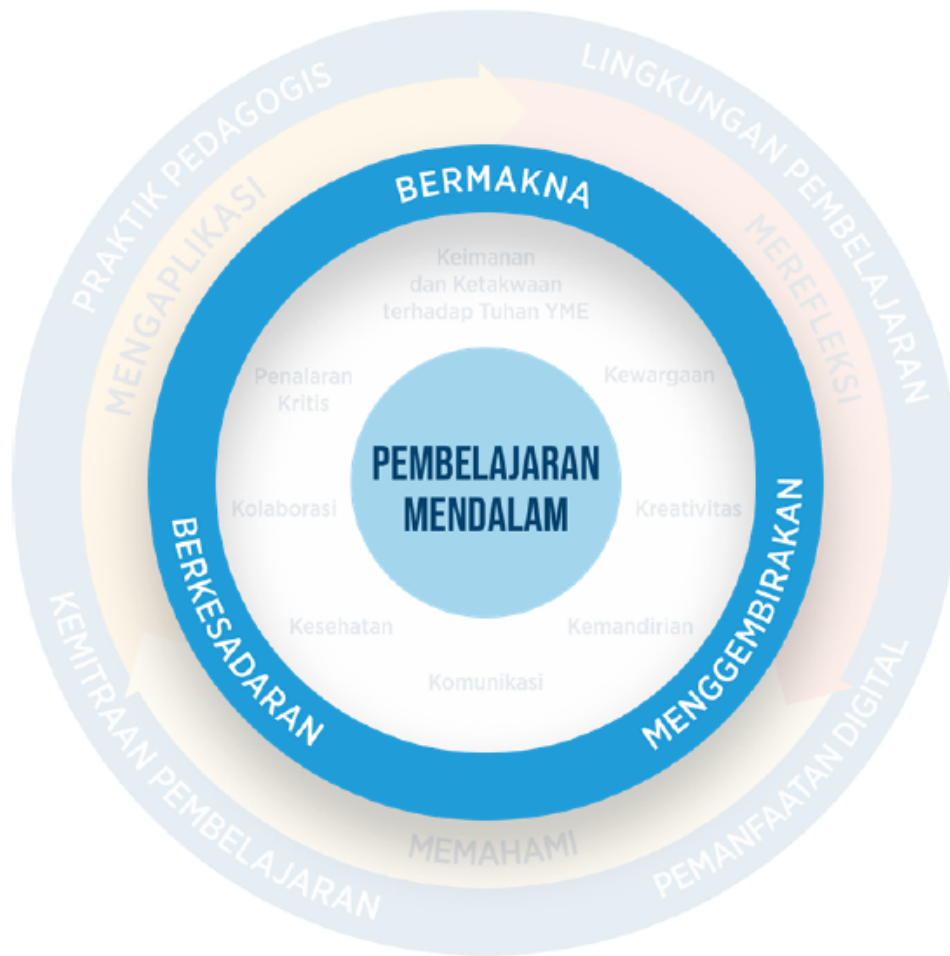 PRAKTIK PEDAGOGIS
LINGKUNGAN PEMBELAJARAN
MENGAPLIKASI
MEREFLEKSI
BERMAKNA
Keimanan
dan Ketakwaan
terhadap Tuhan YME
Penalaran
Kritis
Kewargaan
PEMBELAJARAN
MENDALAM
Kolaborasi
Kreativitas
BERKESADARAN
MENGGEMBIRAKAN
Kesehatan
Kemandirian
Komunikasi
MEMAHAMI
KEMITRAAN PEMBELAJARAN
PEMANFAATAN DIGITAL